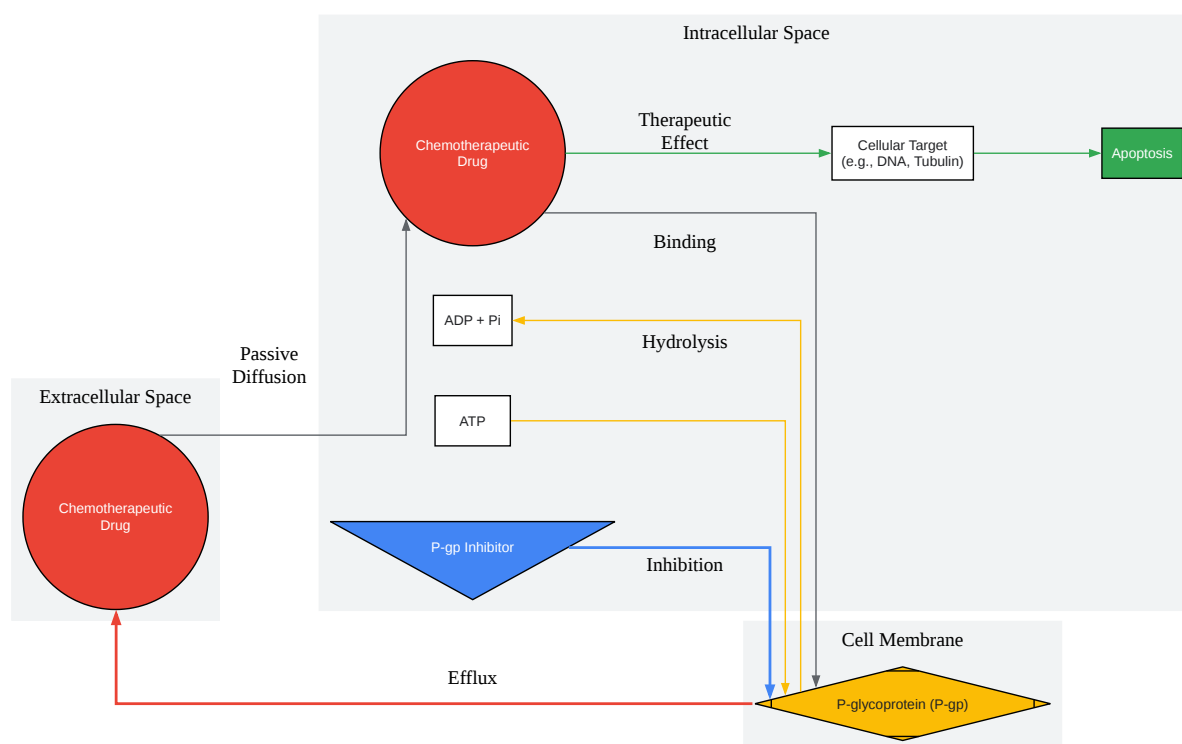 Intracellular Space
Chemotherapeutic
Drug
Therapeutic
Effect
Cellular Target
(e.g., DNA, Tubulin)
Apoptosis
Binding
ADP + Pi
Hydrolysis
Passive
Diffusion
Extracellular Space
ATP
Chemotherapeutic
Drug
P-gp Inhibitor
Inhibition
Cell Membrane
Efflux
P-glycoprotein (P-gp)